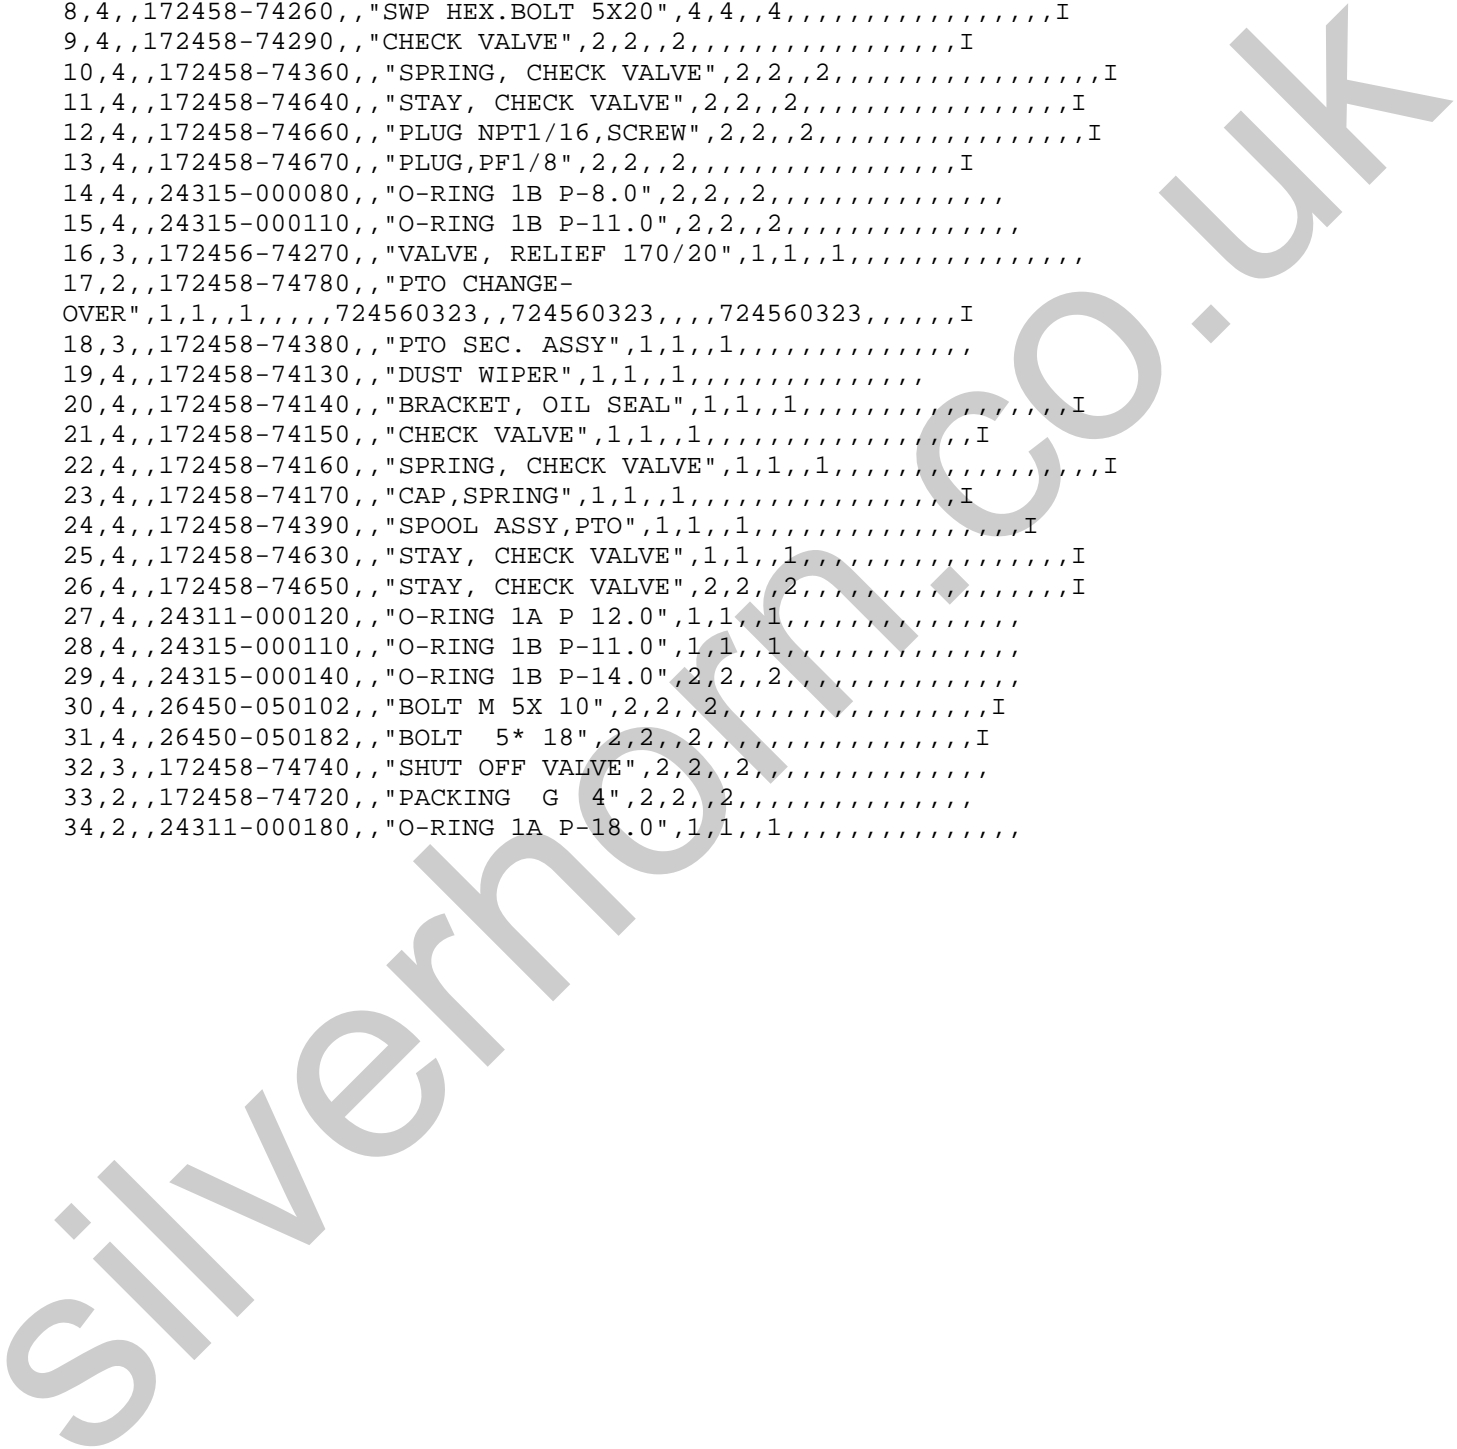 8,4,,172458-74260,,"SWP HEX.BOLT 5X20",4,4,,4,,,,,,,,,,,,,,,,,I
9,4,,172458-74290,,"CHECK VALVE",2,2,,2,,,,,,,,,,,,,,,,,I
10,4,,172458-74360,,"SPRING, CHECK VALVE",2,2,,2,,,,,,,,,,,,,,,,,I
11,4,,172458-74640,,"STAY, CHECK VALVE",2,2,,2,,,,,,,,,,,,,,,,,I
12,4,,172458-74660,,"PLUG NPT1/16,SCREW",2,2,,2,,,,,,,,,,,,,,,,,I
13,4,,172458-74670,,"PLUG,PF1/8",2,2,,2,,,,,,,,,,,,,,,,,I
14,4,,24315-000080,,"O-RING 1B P-8.0",2,2,,2,,,,,,,,,,,,,,,
15,4,,24315-000110,,"O-RING 1B P-11.0",2,2,,2,,,,,,,,,,,,,,,
16,3,,172456-74270,,"VALVE, RELIEF 170/20",1,1,,1,,,,,,,,,,,,,,,
17,2,,172458-74780,,"PTO CHANGE-
OVER",1,1,,1,,,,,724560323,,724560323,,,,724560323,,,,,,I
18,3,,172458-74380,,"PTO SEC. ASSY",1,1,,1,,,,,,,,,,,,,,,
19,4,,172458-74130,,"DUST WIPER",1,1,,1,,,,,,,,,,,,,,,
20,4,,172458-74140,,"BRACKET, OIL SEAL",1,1,,1,,,,,,,,,,,,,,,,,I
21,4,,172458-74150,,"CHECK VALVE",1,1,,1,,,,,,,,,,,,,,,,,I
22,4,,172458-74160,,"SPRING, CHECK VALVE",1,1,,1,,,,,,,,,,,,,,,,,I
23,4,,172458-74170,,"CAP,SPRING",1,1,,1,,,,,,,,,,,,,,,,,I
24,4,,172458-74390,,"SPOOL ASSY,PTO",1,1,,1,,,,,,,,,,,,,,,,,I
25,4,,172458-74630,,"STAY, CHECK VALVE",1,1,,1,,,,,,,,,,,,,,,,,I
26,4,,172458-74650,,"STAY, CHECK VALVE",2,2,,2,,,,,,,,,,,,,,,,,I
27,4,,24311-000120,,"O-RING 1A P 12.0",1,1,,1,,,,,,,,,,,,,,,
28,4,,24315-000110,,"O-RING 1B P-11.0",1,1,,1,,,,,,,,,,,,,,,
29,4,,24315-000140,,"O-RING 1B P-14.0",2,2,,2,,,,,,,,,,,,,,,
30,4,,26450-050102,,"BOLT M 5X 10",2,2,,2,,,,,,,,,,,,,,,,,I
31,4,,26450-050182,,"BOLT  5* 18",2,2,,2,,,,,,,,,,,,,,,,,I
32,3,,172458-74740,,"SHUT OFF VALVE",2,2,,2,,,,,,,,,,,,,,,
33,2,,172458-74720,,"PACKING  G  4",2,2,,2,,,,,,,,,,,,,,,
34,2,,24311-000180,,"O-RING 1A P-18.0",1,1,,1,,,,,,,,,,,,,,,
silverhorn.co.uk